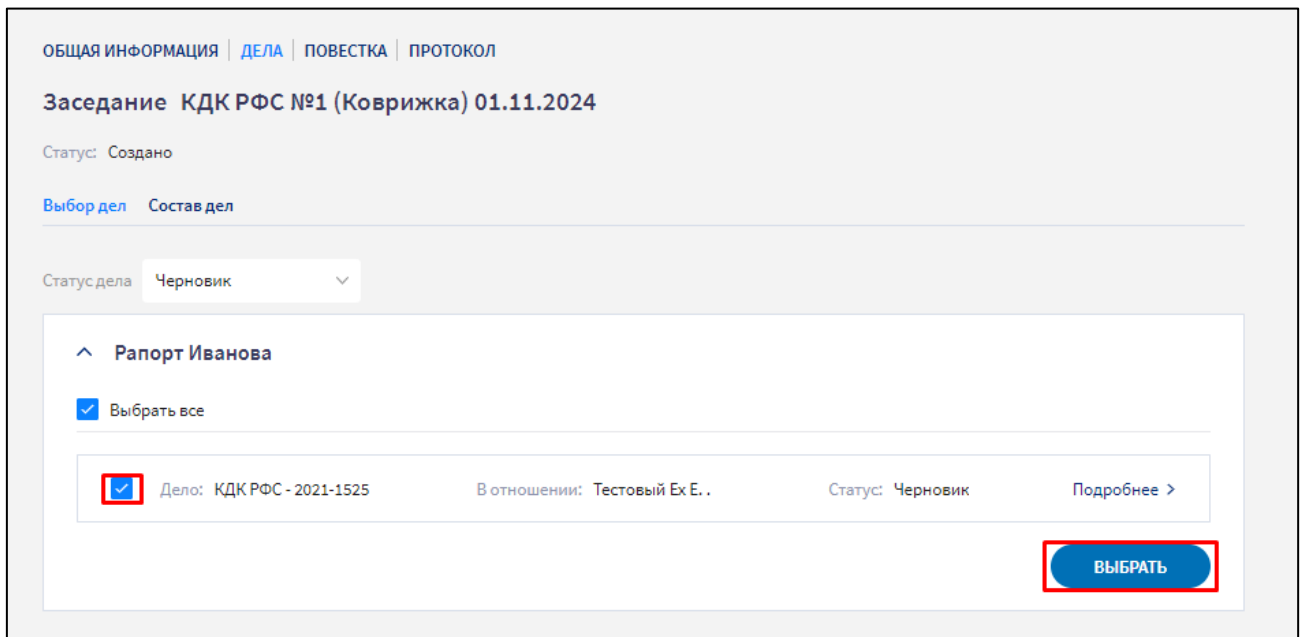 ОБЩАЯ ИНФОРМАЦИЯ | ДЕЛА | ПОВЕСТКА | ПРОТОКОЛ
Заседание КДК РФС №1 (Коврижка) 01.11.2024
Статус: Создано
Выбор дел Состав дел
Статус дела Черновик
Рапорт Иванова
Выбрать все
Дело: КДК РФС - 2021-1525 В отношении: Тестовый Ex E. . Статус: Черновик Подробнее >
ВЫБРАТЬ